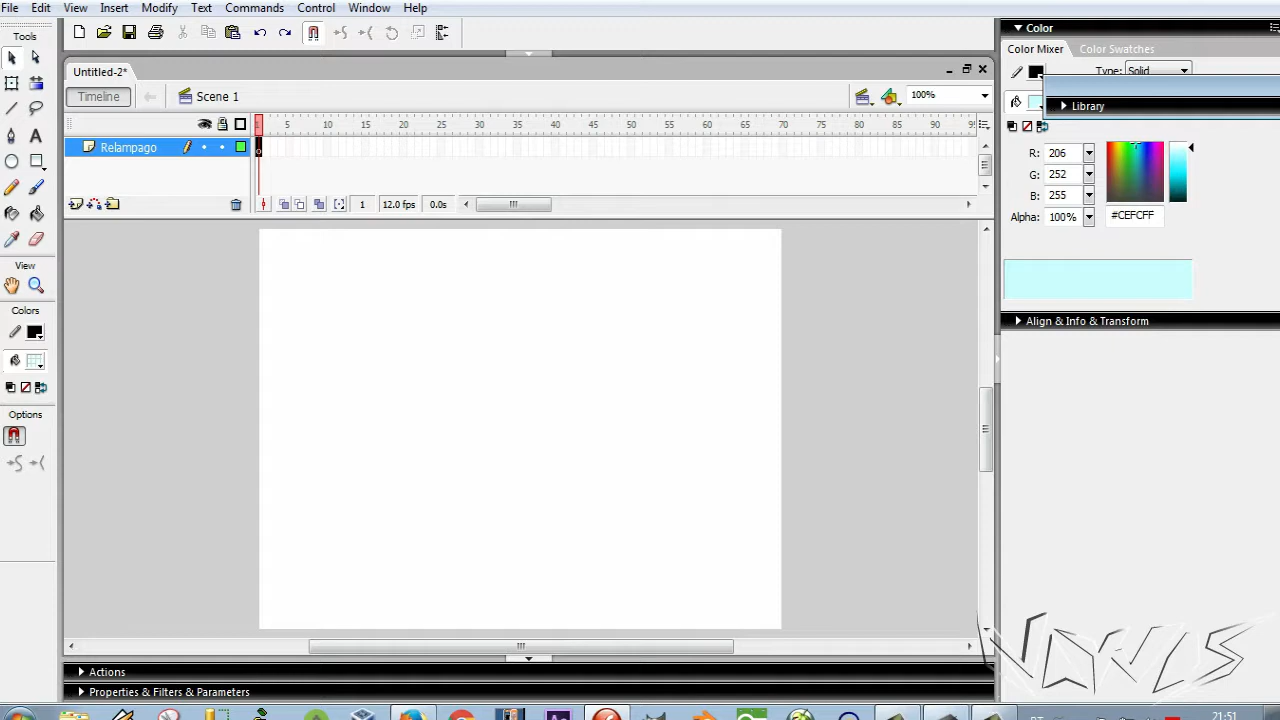 File Edit View Insert Modify Text Commands Control Window Help
Tools
Color
Color Mixer Color Swatches
Untitled-2*
Type: Solid
Timeline Scene 1 100%
Library
5 10 15 20 25 30 35 40 45 50 55 60 65 70 75 80 85 90 95
Relampago
R: 206
G: 252
B: 255
Alpha: 100% #CEFCFF
1 12.0 fps 0.0s
View
Colors
Align & Info & Transform
Options
Actions
Properties & Filters & Parameters
PT 21:51